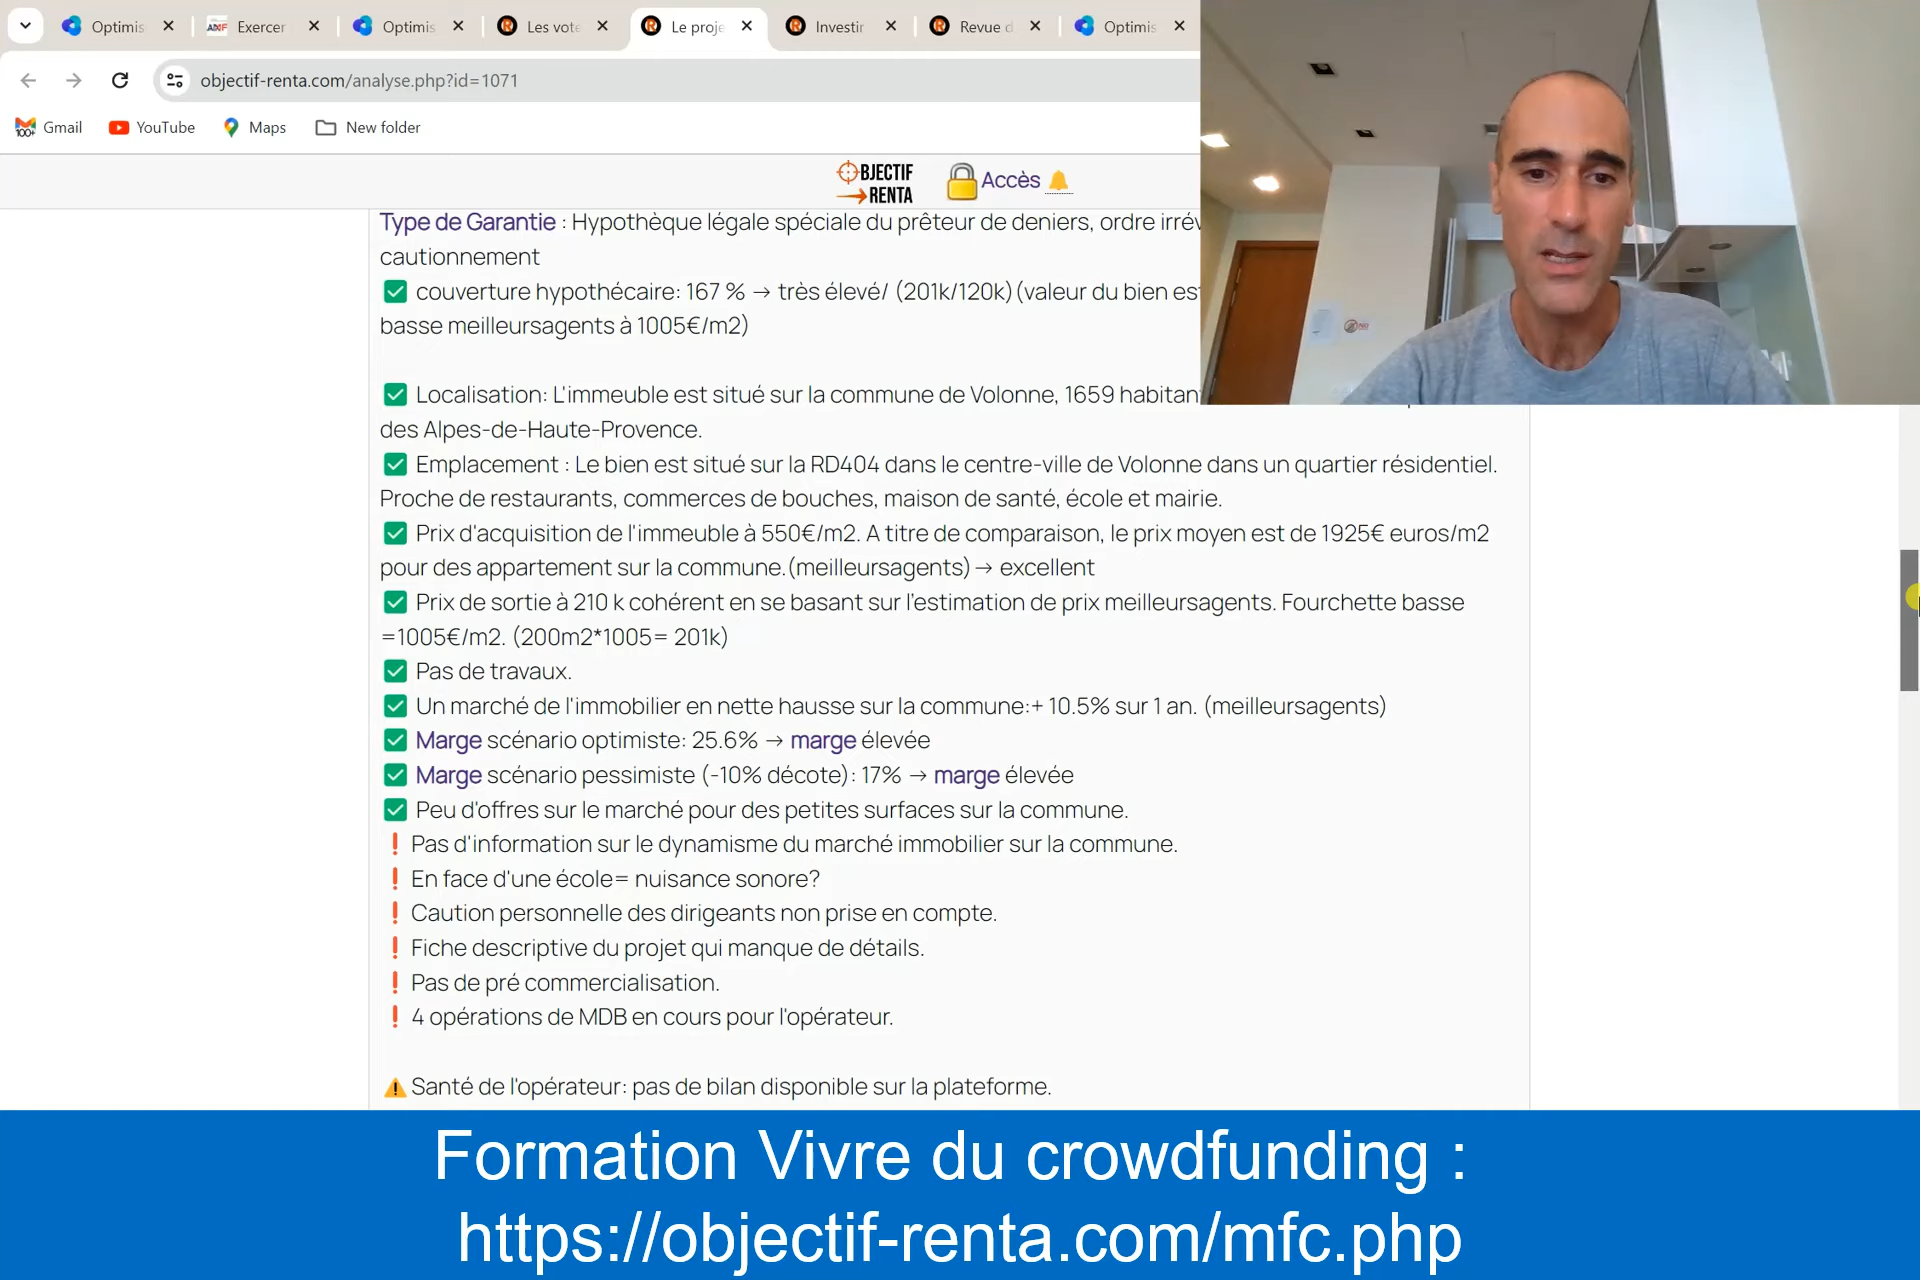 Optimis
Exercer
Optimis
Les vote
Le proje
Investir
Revue d
Optimis
objectif-renta.com/analyse.php?id=1071
Gmail
YouTube
Maps
New folder
OBJECTIF
RENTA
Accès
Type de Garantie : Hypothèque légale spéciale du prêteur de deniers, ordre irrév
cautionnement
couverture hypothécaire: 167 % → très élevé/ (201k/120k)(valeur du bien es
basse meilleursagents à 1005€/m2)
Localisation: L'immeuble est situé sur la commune de Volonne, 1659 habitan
des Alpes-de-Haute-Provence.
Emplacement : Le bien est situé sur la RD404 dans le centre-ville de Volonne dans un quartier résidentiel.
Proche de restaurants, commerces de bouches, maison de santé, école et mairie.
Prix d'acquisition de l'immeuble à 550€/m2. A titre de comparaison, le prix moyen est de 1925€ euros/m2
pour des appartement sur la commune.(meilleursagents)→ excellent
Prix de sortie à 210 k cohérent en se basant sur l'estimation de prix meilleursagents. Fourchette basse
=1005€/m2. (200m2*1005= 201k)
Pas de travaux.
Un marché de l'immobilier en nette hausse sur la commune:+ 10.5% sur 1 an. (meilleursagents)
Marge scénario optimiste: 25.6% → marge élevée
Marge scénario pessimiste (-10% décote): 17% → marge élevée
Peu d'offres sur le marché pour des petites surfaces sur la commune.
❗ Pas d'information sur le dynamisme du marché immobilier sur la commune.
❗ En face d'une école= nuisance sonore?
❗ Caution personnelle des dirigeants non prise en compte.
❗ Fiche descriptive du projet qui manque de détails.
❗ Pas de pré commercialisation.
❗ 4 opérations de MDB en cours pour l'opérateur.
⚠ Santé de l'opérateur: pas de bilan disponible sur la plateforme.
Formation Vivre du crowdfunding :
https://objectif-renta.com/mfc.php